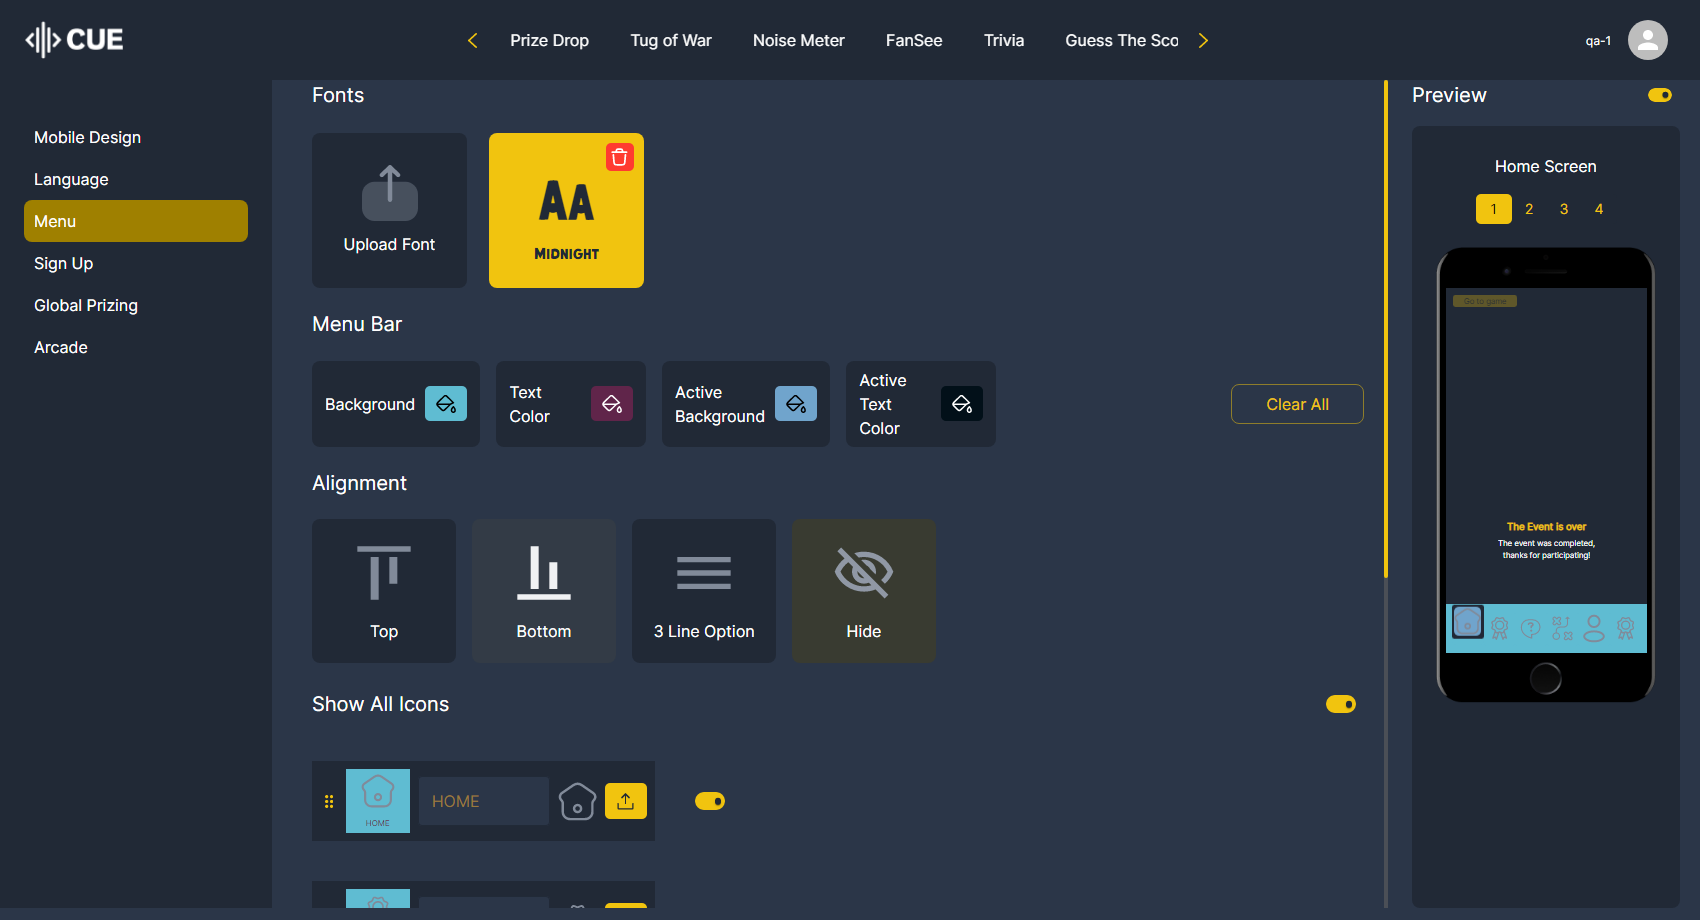 CUE
Prize Drop
Tug of War
Noise Meter
FanSee
Trivia
Guess The Sco
qa-1
Mobile Design
Language
Menu
Sign Up
Global Prizing
Arcade
Fonts
Upload Font
AA
MIDNIGHT
Menu Bar
Background
Text
Color
Active
Background
Active
Text
Color
Clear All
Alignment
Top
Bottom
3 Line Option
Hide
Show All Icons
HOME
HOME
Preview
Home Screen
1 2 3 4
Go to game
The Event is over
The event was completed,
thanks for participating!